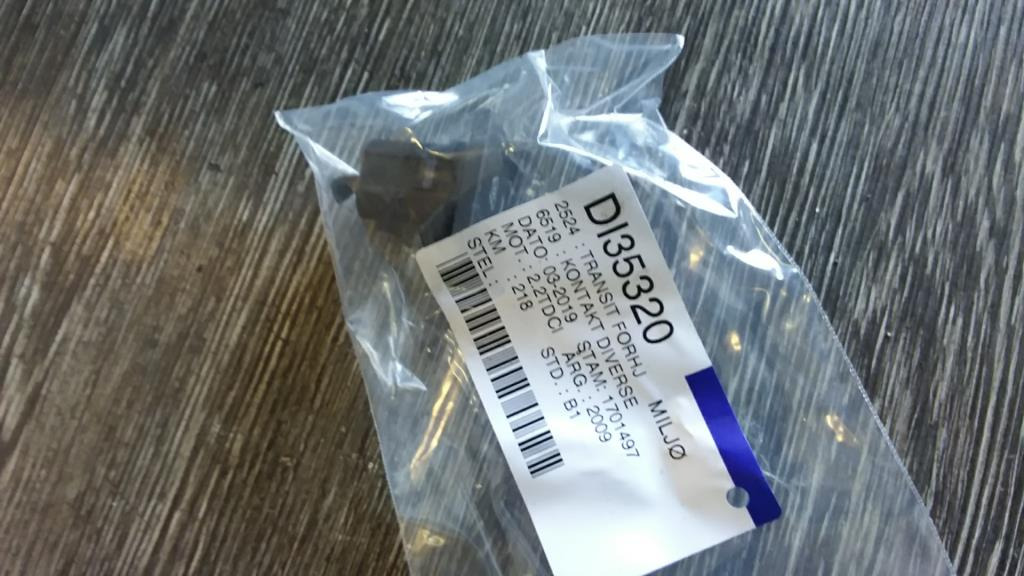 DI35320
2524 : TRANSIT FORHJ MILJØ
6519 : KONTAKT DIVERSE
DATO: 03-2019 STAM: 1701497
MOT. : 2.2TDCI ÅRG: 2009
KM : 218 STD.: B1
STEL: